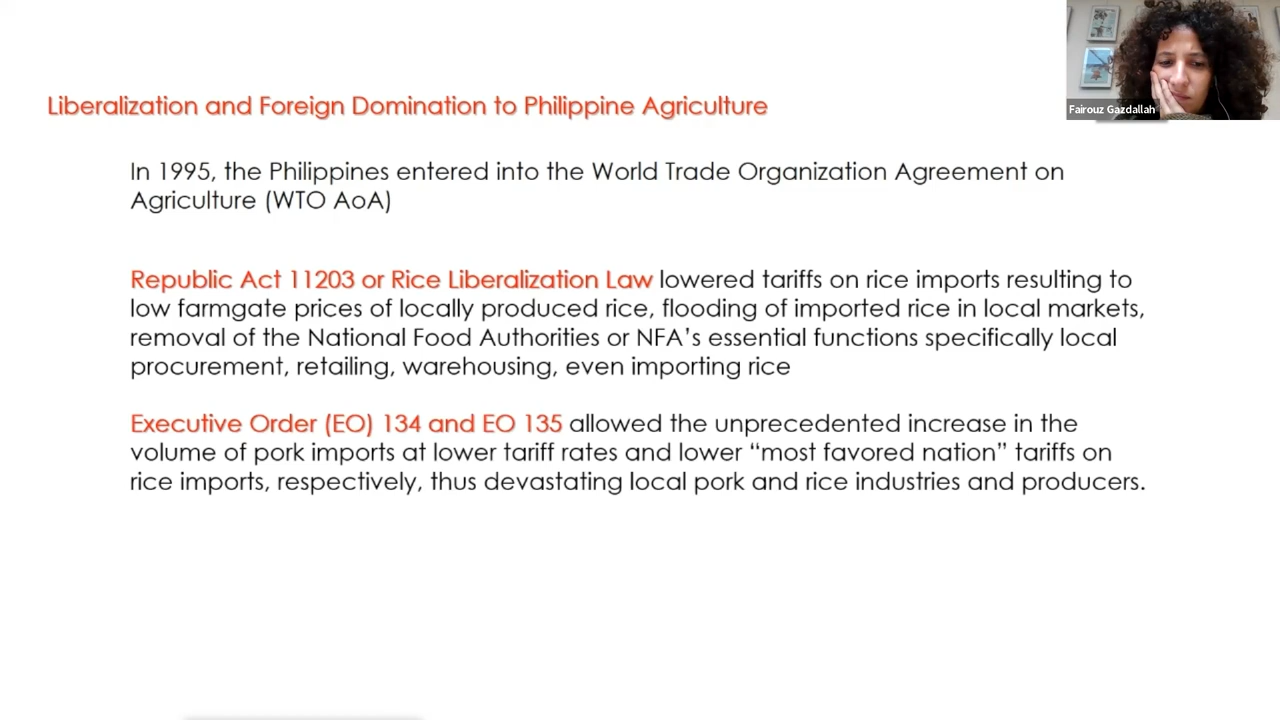 Liberalization and Foreign Domination to Philippine Agriculture
Fairouz Gazdallah
In 1995, the Philippines entered into the World Trade Organization Agreement on
Agriculture (WTO AoA)
Republic Act 11203 or Rice Liberalization Law lowered tariffs on rice imports resulting to
low farmgate prices of locally produced rice, flooding of imported rice in local markets,
removal of the National Food Authorities or NFA’s essential functions specifically local
procurement, retailing, warehousing, even importing rice
Executive Order (EO) 134 and EO 135 allowed the unprecedented increase in the
volume of pork imports at lower tariff rates and lower “most favored nation” tariffs on
rice imports, respectively, thus devastating local pork and rice industries and producers.